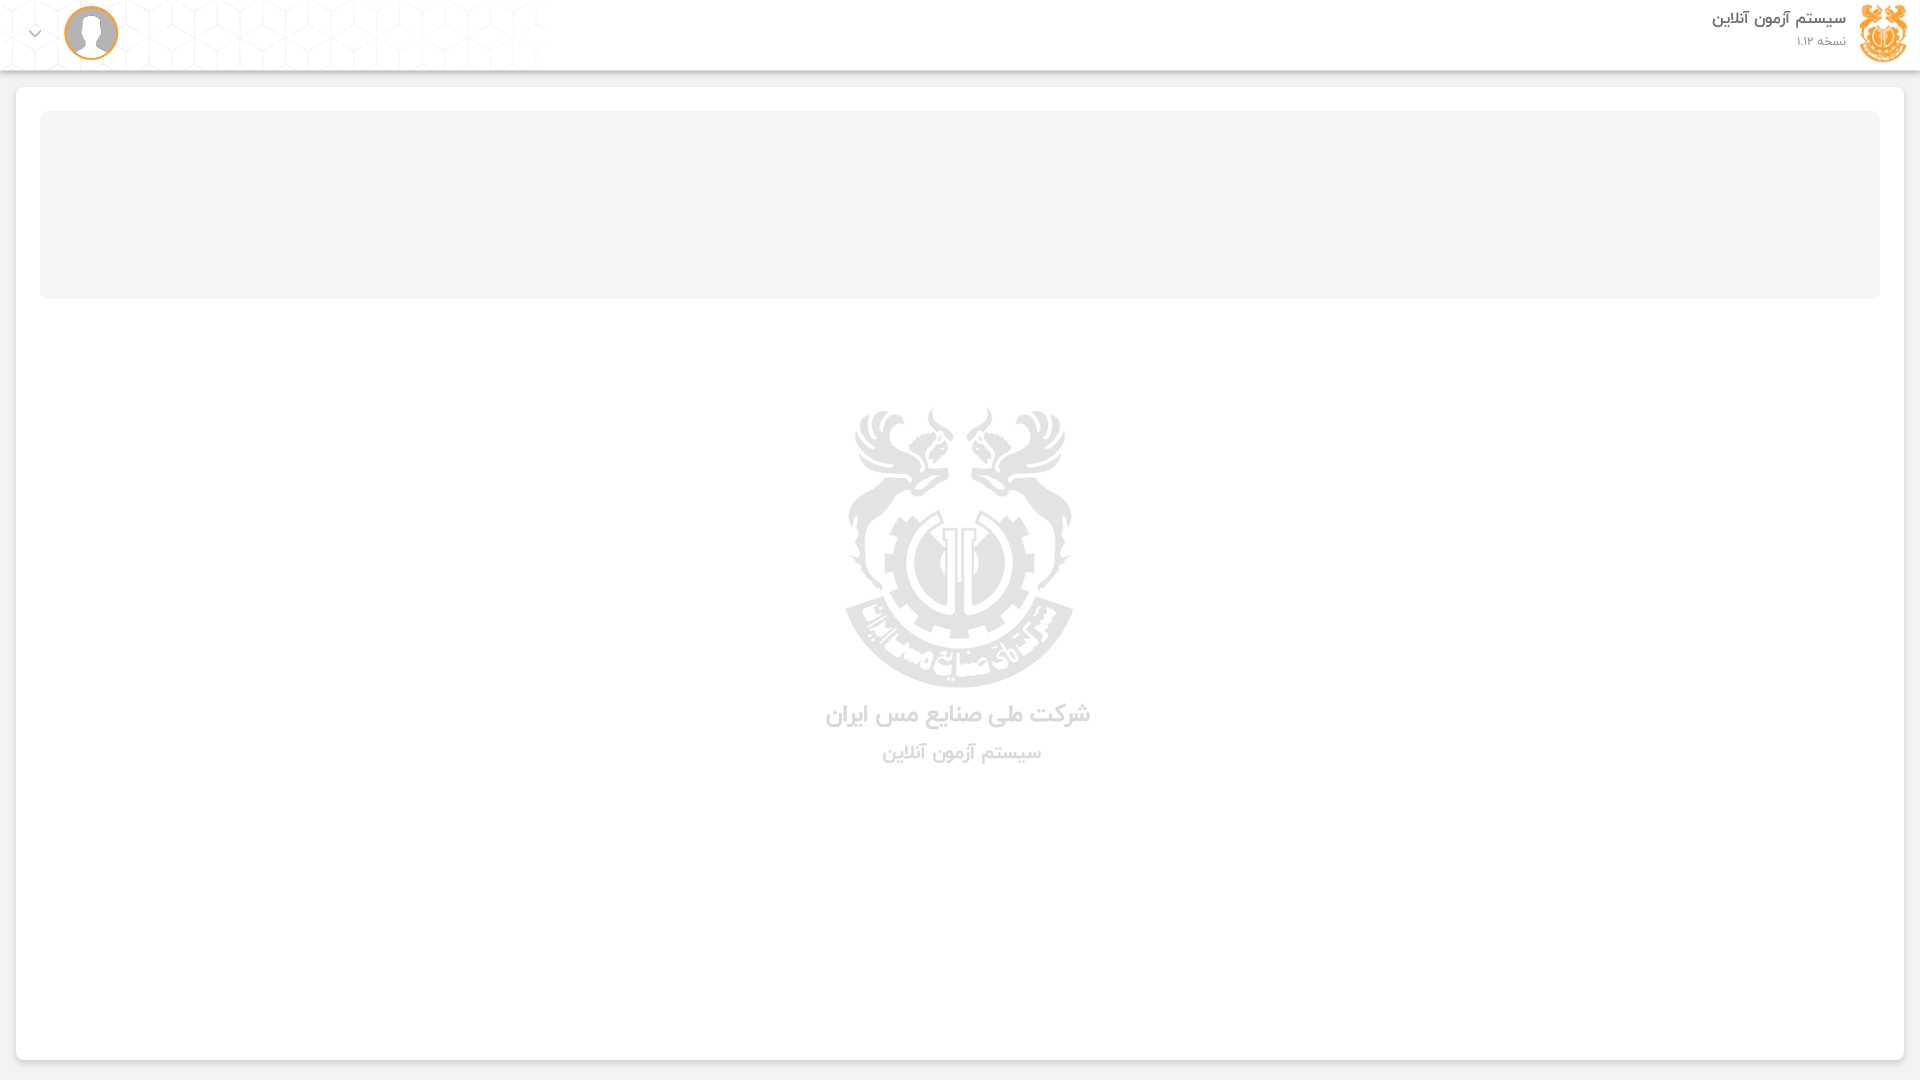 سیستم آزمون آنلاین
نسخه ۱.۱۲
شرکت ملی صنایع مس ایران
شرکت ملی صنایع مس ایران
سیستم آزمون آنلاین